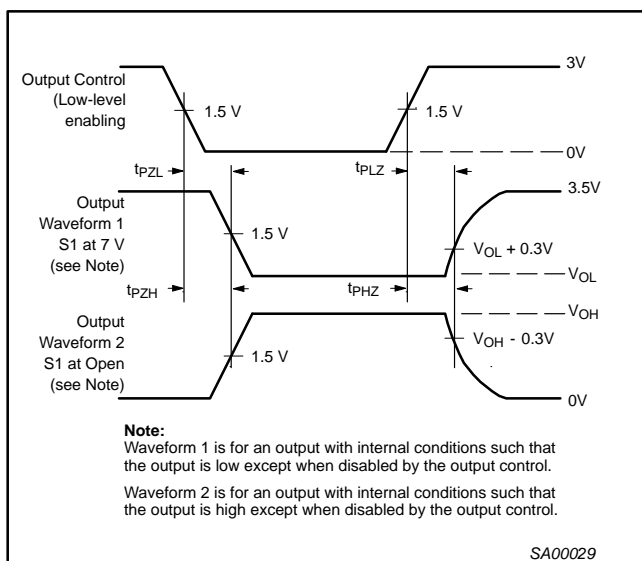 Output Control
(Low-level
enabling
1.5 V
1.5 V
3V
0V
tPZL
tPLZ
Output
Waveform 1
S1 at 7 V
(see Note)
1.5 V
3.5V
VOL + 0.3V
VOL
tPZH
tPHZ
Output
Waveform 2
S1 at Open
(see Note)
1.5 V
VOH
VOH - 0.3V
0V
Note:
Waveform 1 is for an output with internal conditions such that
the output is low except when disabled by the output control.
Waveform 2 is for an output with internal conditions such that
the output is high except when disabled by the output control.
SA00029